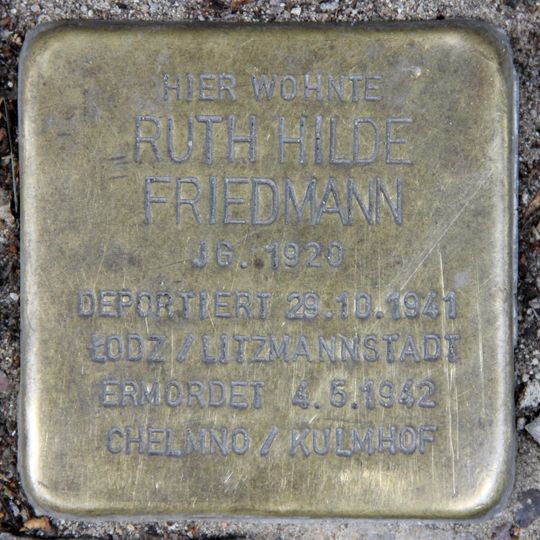 HIER WOHNTE
RUTH HILDE
FRIEDMANN
JG. 1920
DEPORTIERT 29.10.1941
ŁODZ / LITZMANNSTADT
ERMORDET 4.5.1942
CHELMNO / KULMHOF